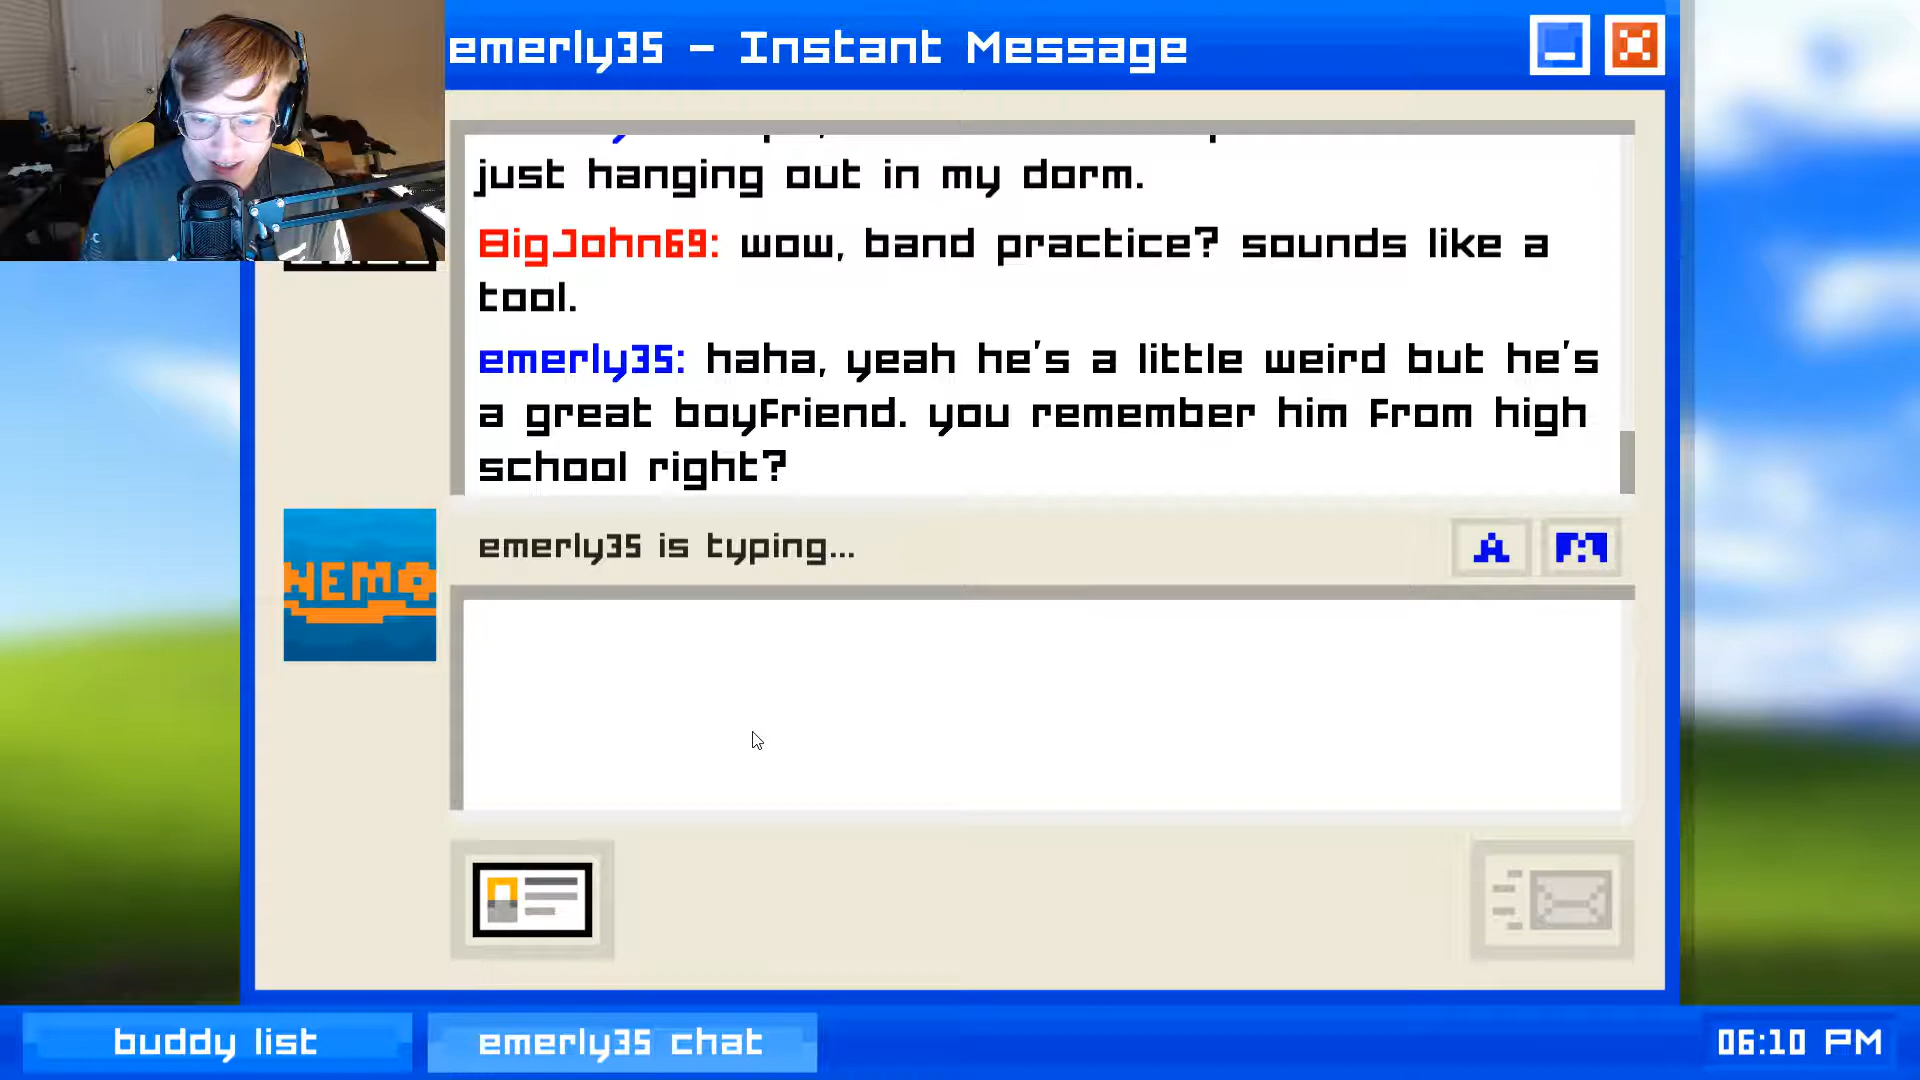 emerly35 - Instant Message
just hanging out in my dorm.
BigJohn69: wow, band practice? sounds like a
tool.
emerly35: haha, yeah he's a little weird but he's
a great boyfriend. you remember him from high
school right?
NEMO
emerly35 is typing...
A
buddy list
emerly35 chat
06:10 PM